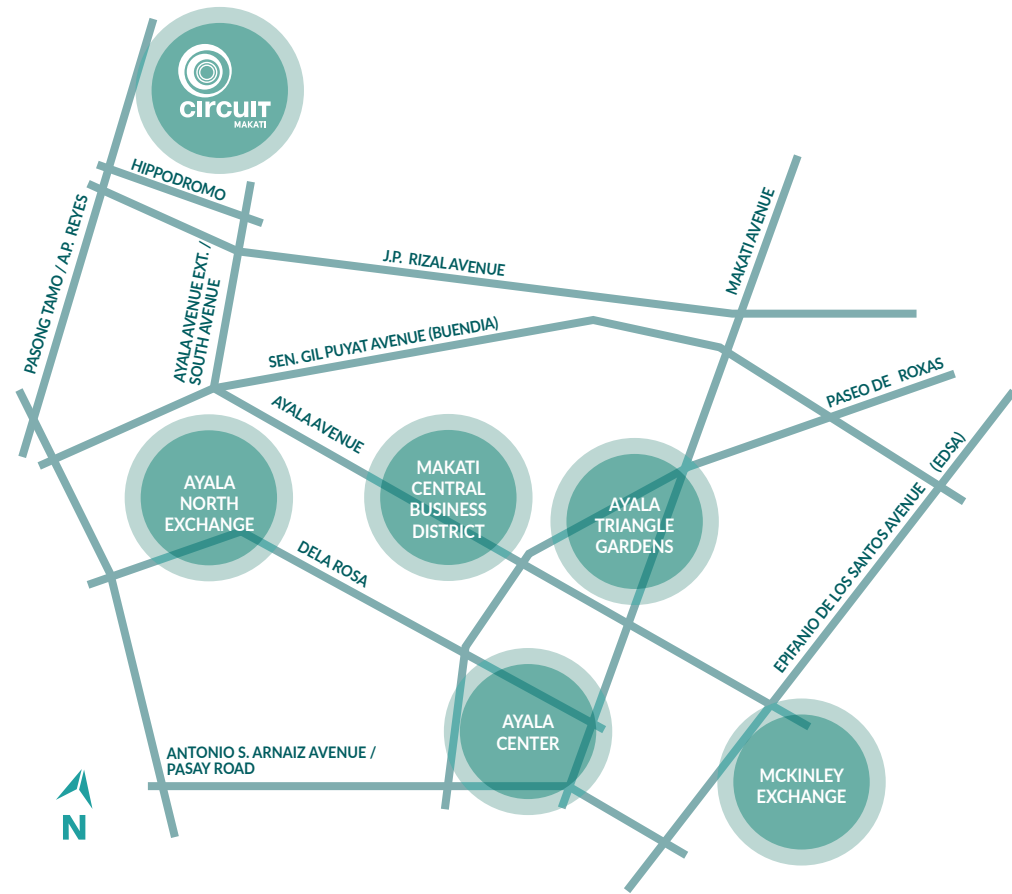 circuit
MAKATI
HIPPODROMO
PASONG TAMO / A.P. REYES
AYALA AVENUE EXT. /
SOUTH AVENUE
J.P. RIZAL AVENUE
MAKATI AVENUE
SEN. GIL PUYAT AVENUE (BUENDIA)
PASEO DE ROXAS
AYALA AVENUE
EPIFANIO DE LOS SANTOS AVENUE (EDSA)
AYALA
NORTH
EXCHANGE
MAKATI
CENTRAL
BUSINESS
DISTRICT
AYALA
TRIANGLE
GARDENS
DELA ROSA
AYALA
CENTER
ANTONIO S. ARNAIZ AVENUE /
PASAY ROAD
MCKINLEY
EXCHANGE
N